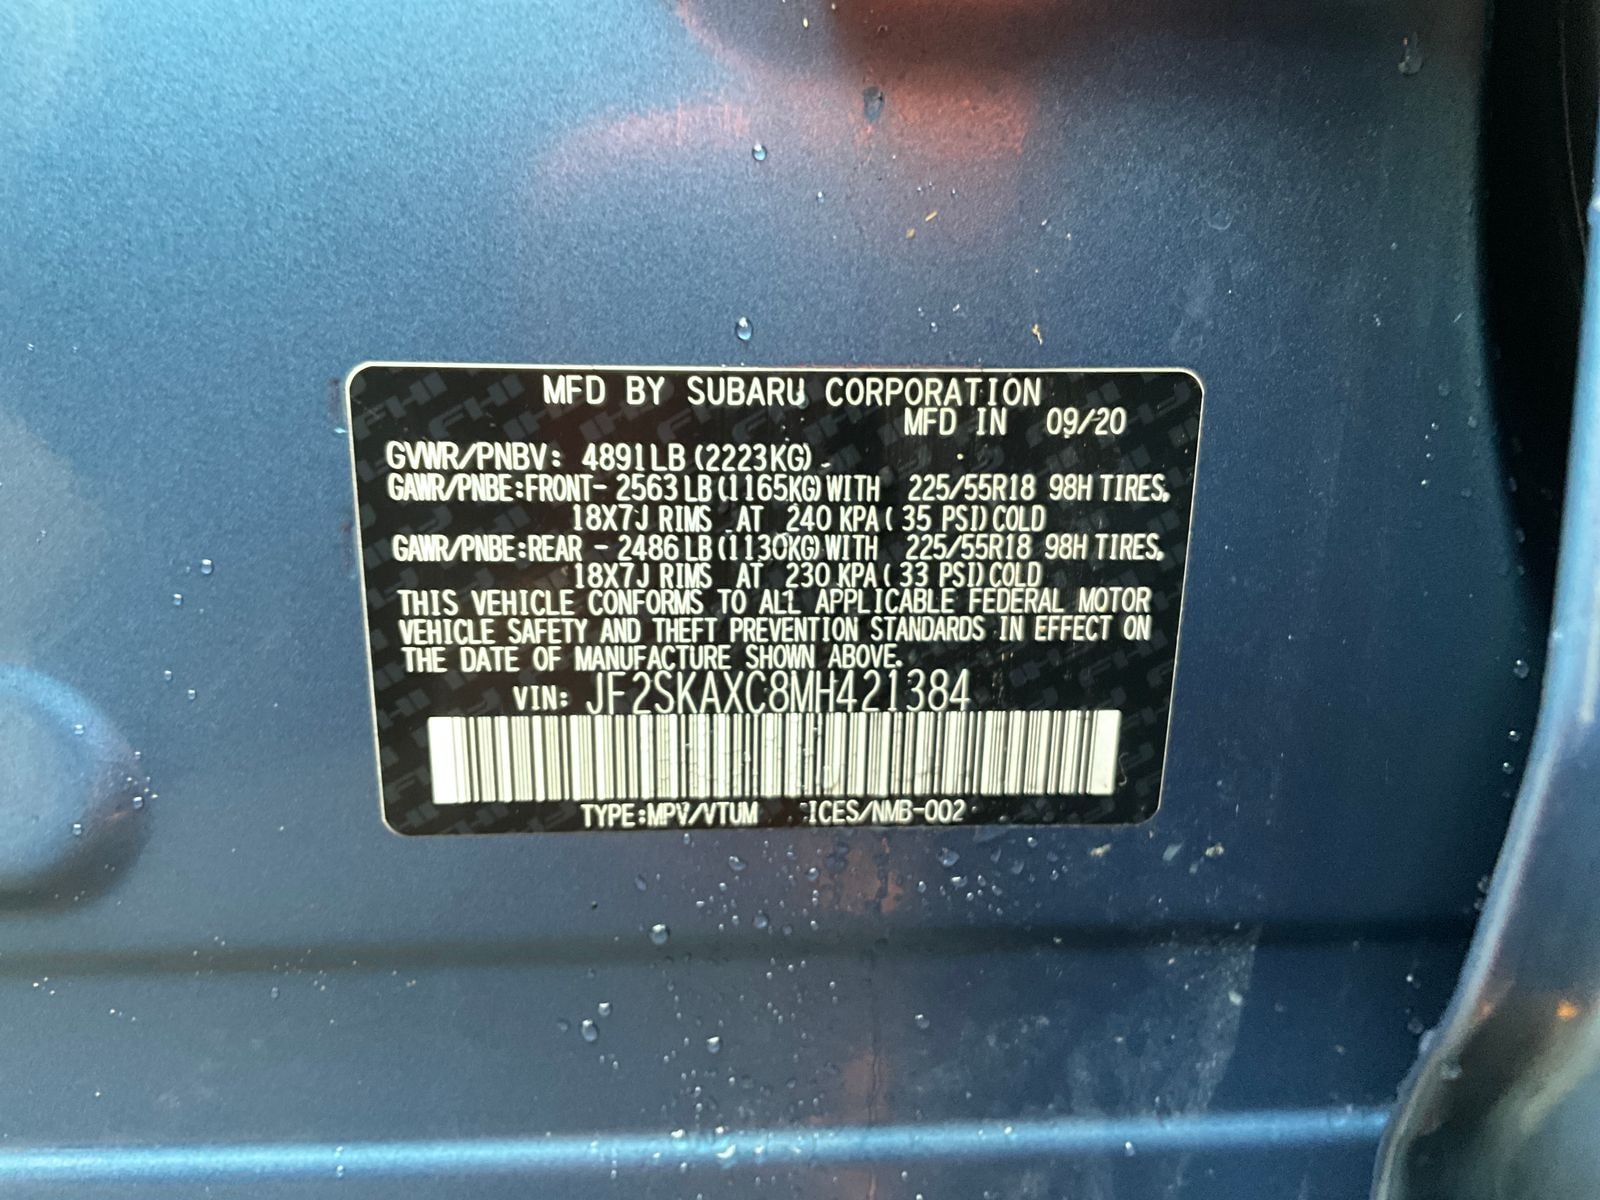 MFD BY SUBARU CORPORATION
MFD IN 09/20
GVWR/PNBV: 4891LB (2223KG)
GAWR/PNBE:FRONT- 2563LB(1165KG)WITH 225/55R18 98H TIRES,
18X7J RIMS AT 240 KPA( 35 PSI)COLD
GAWR/PNBE:REAR - 2486LB(1130KG)WITH 225/55R18 98H TIRES,
18X7J RIMS AT 230 KPA( 33 PSI)COLD
THIS VEHICLE CONFORMS TO ALL APPLICABLE FEDERAL MOTOR
VEHICLE SAFETY AND THEFT PREVENTION STANDARDS IN EFFECT ON
THE DATE OF MANUFACTURE SHOWN ABOVE.
VIN: JF2SKAXC8MH421384
TYPE:MPV/VTUM ICES/NMB-002